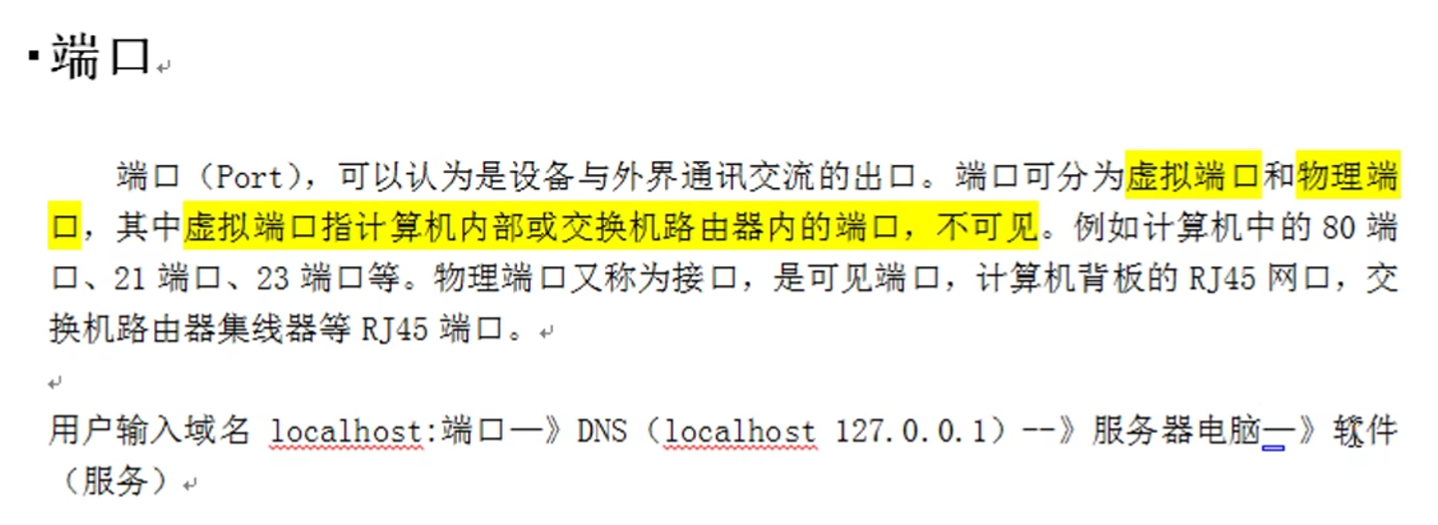 端口
端口（Port），可以认为是设备与外界通讯交流的出口。端口可分为虚拟端口和物理端
口，其中虚拟端口指计算机内部或交换机路由器内的端口，不可见。例如计算机中的 80 端
口、21 端口、23 端口等。物理端口又称为接口，是可见端口，计算机背板的 RJ45 网口，交
换机路由器集线器等 RJ45 端口。
用户输入域名 localhost:端口—》DNS（localhost 127.0.0.1）--》服务器电脑—》软件
（服务）